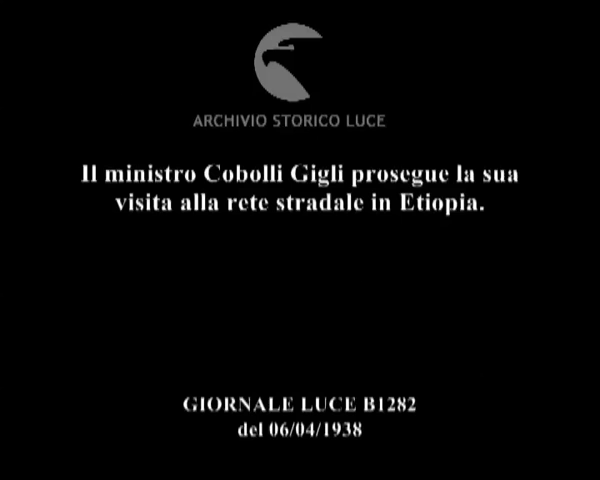 ARCHIVIO STORICO LUCE
Il ministro Cobolli Gigli prosegue la sua
visita alla rete stradale in Etiopia.
GIORNALE LUCE B1282
del 06/04/1938